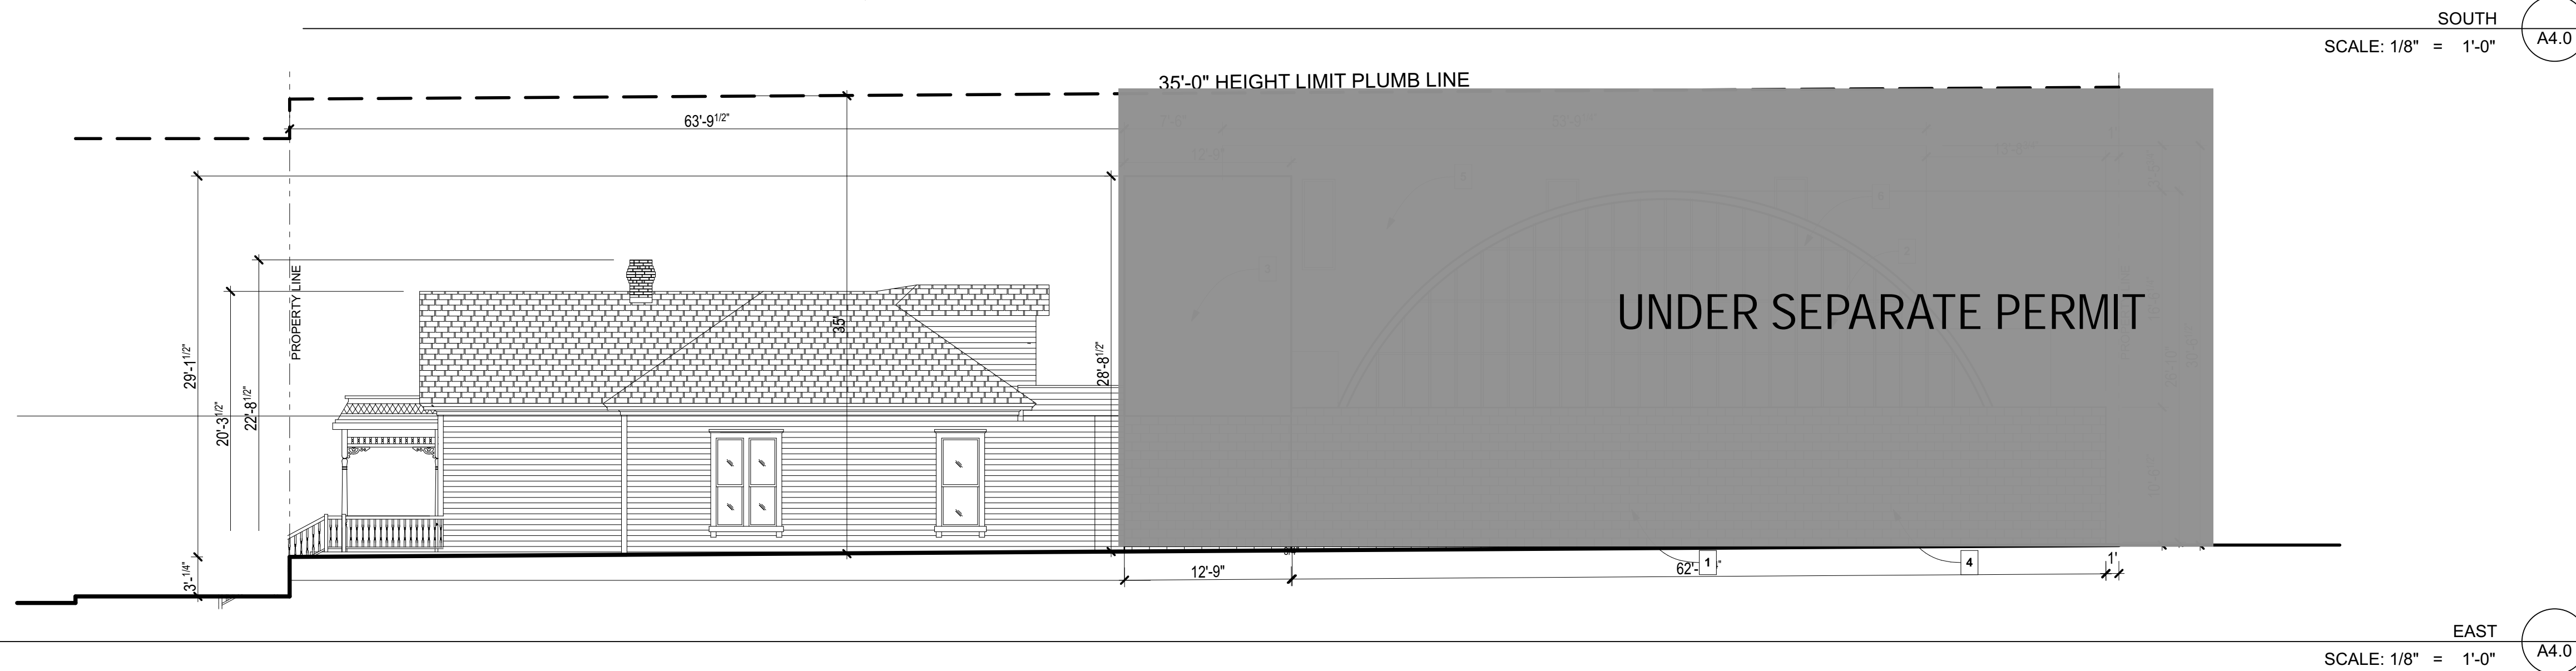 SOUTH
SCALE: 1/8" = 1'-0"
A4.0
35'-0" HEIGHT LIMIT PLUMB LINE
63'-9 1/2"
PROPERTY LINE
35'
29'-1 1/2"
20'-3 1/2"
22'-8 1/2"
28'-8 1/2"
UNDER SEPARATE PERMIT
3'-1/4"
12'-9"
62'-
1
4
1'
EAST
SCALE: 1/8" = 1'-0"
A4.0